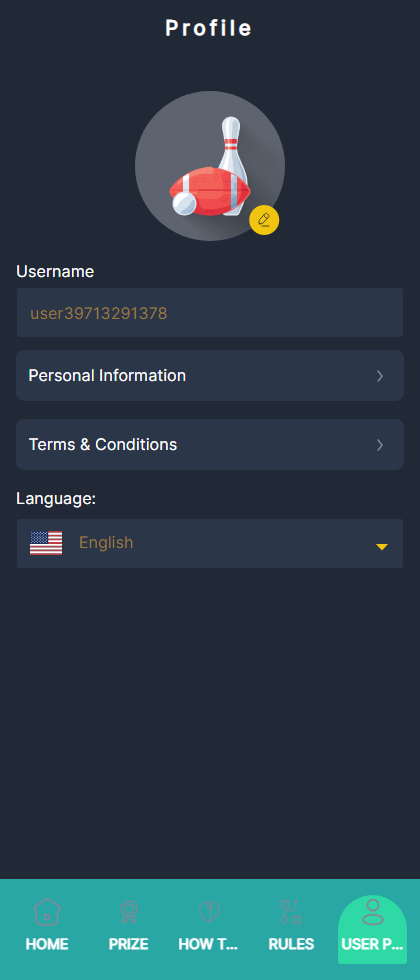 Profile
Username
user39713291378
Personal Information
Terms & Conditions
Language:
English
HOME PRIZE HOW T... RULES USER P...